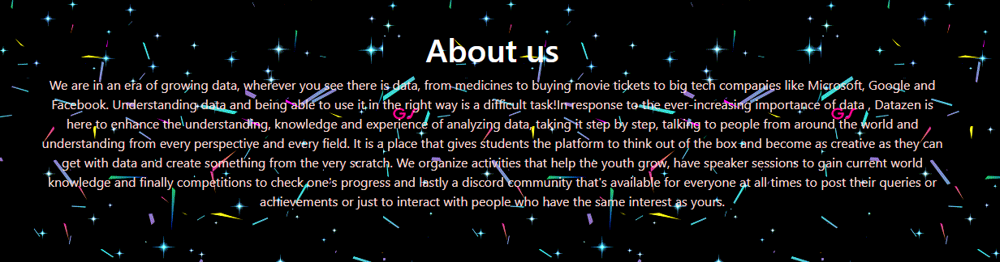 About us
We are in an era of growing data, wherever you see there is data, from medicines to buying movie tickets to big tech companies like Microsoft, Google and
Facebook. Understanding data and being able to use it in the right way is a difficult task!In response to the ever-increasing importance of data , Datazen is
here to enhance the understanding, knowledge and experience of analyzing data, taking it step by step, talking to people from around the world and
understanding from every perspective and every field. It is a place that gives students the platform to think out of the box and become as creative as they can
get with data and create something from the very scratch. We organize activities that help the youth grow, have speaker sessions to gain current world
knowledge and finally competitions to check one's progress and lastly a discord community that's available for everyone at all times to post their queries or
achievements or just to interact with people who have the same interest as yours.